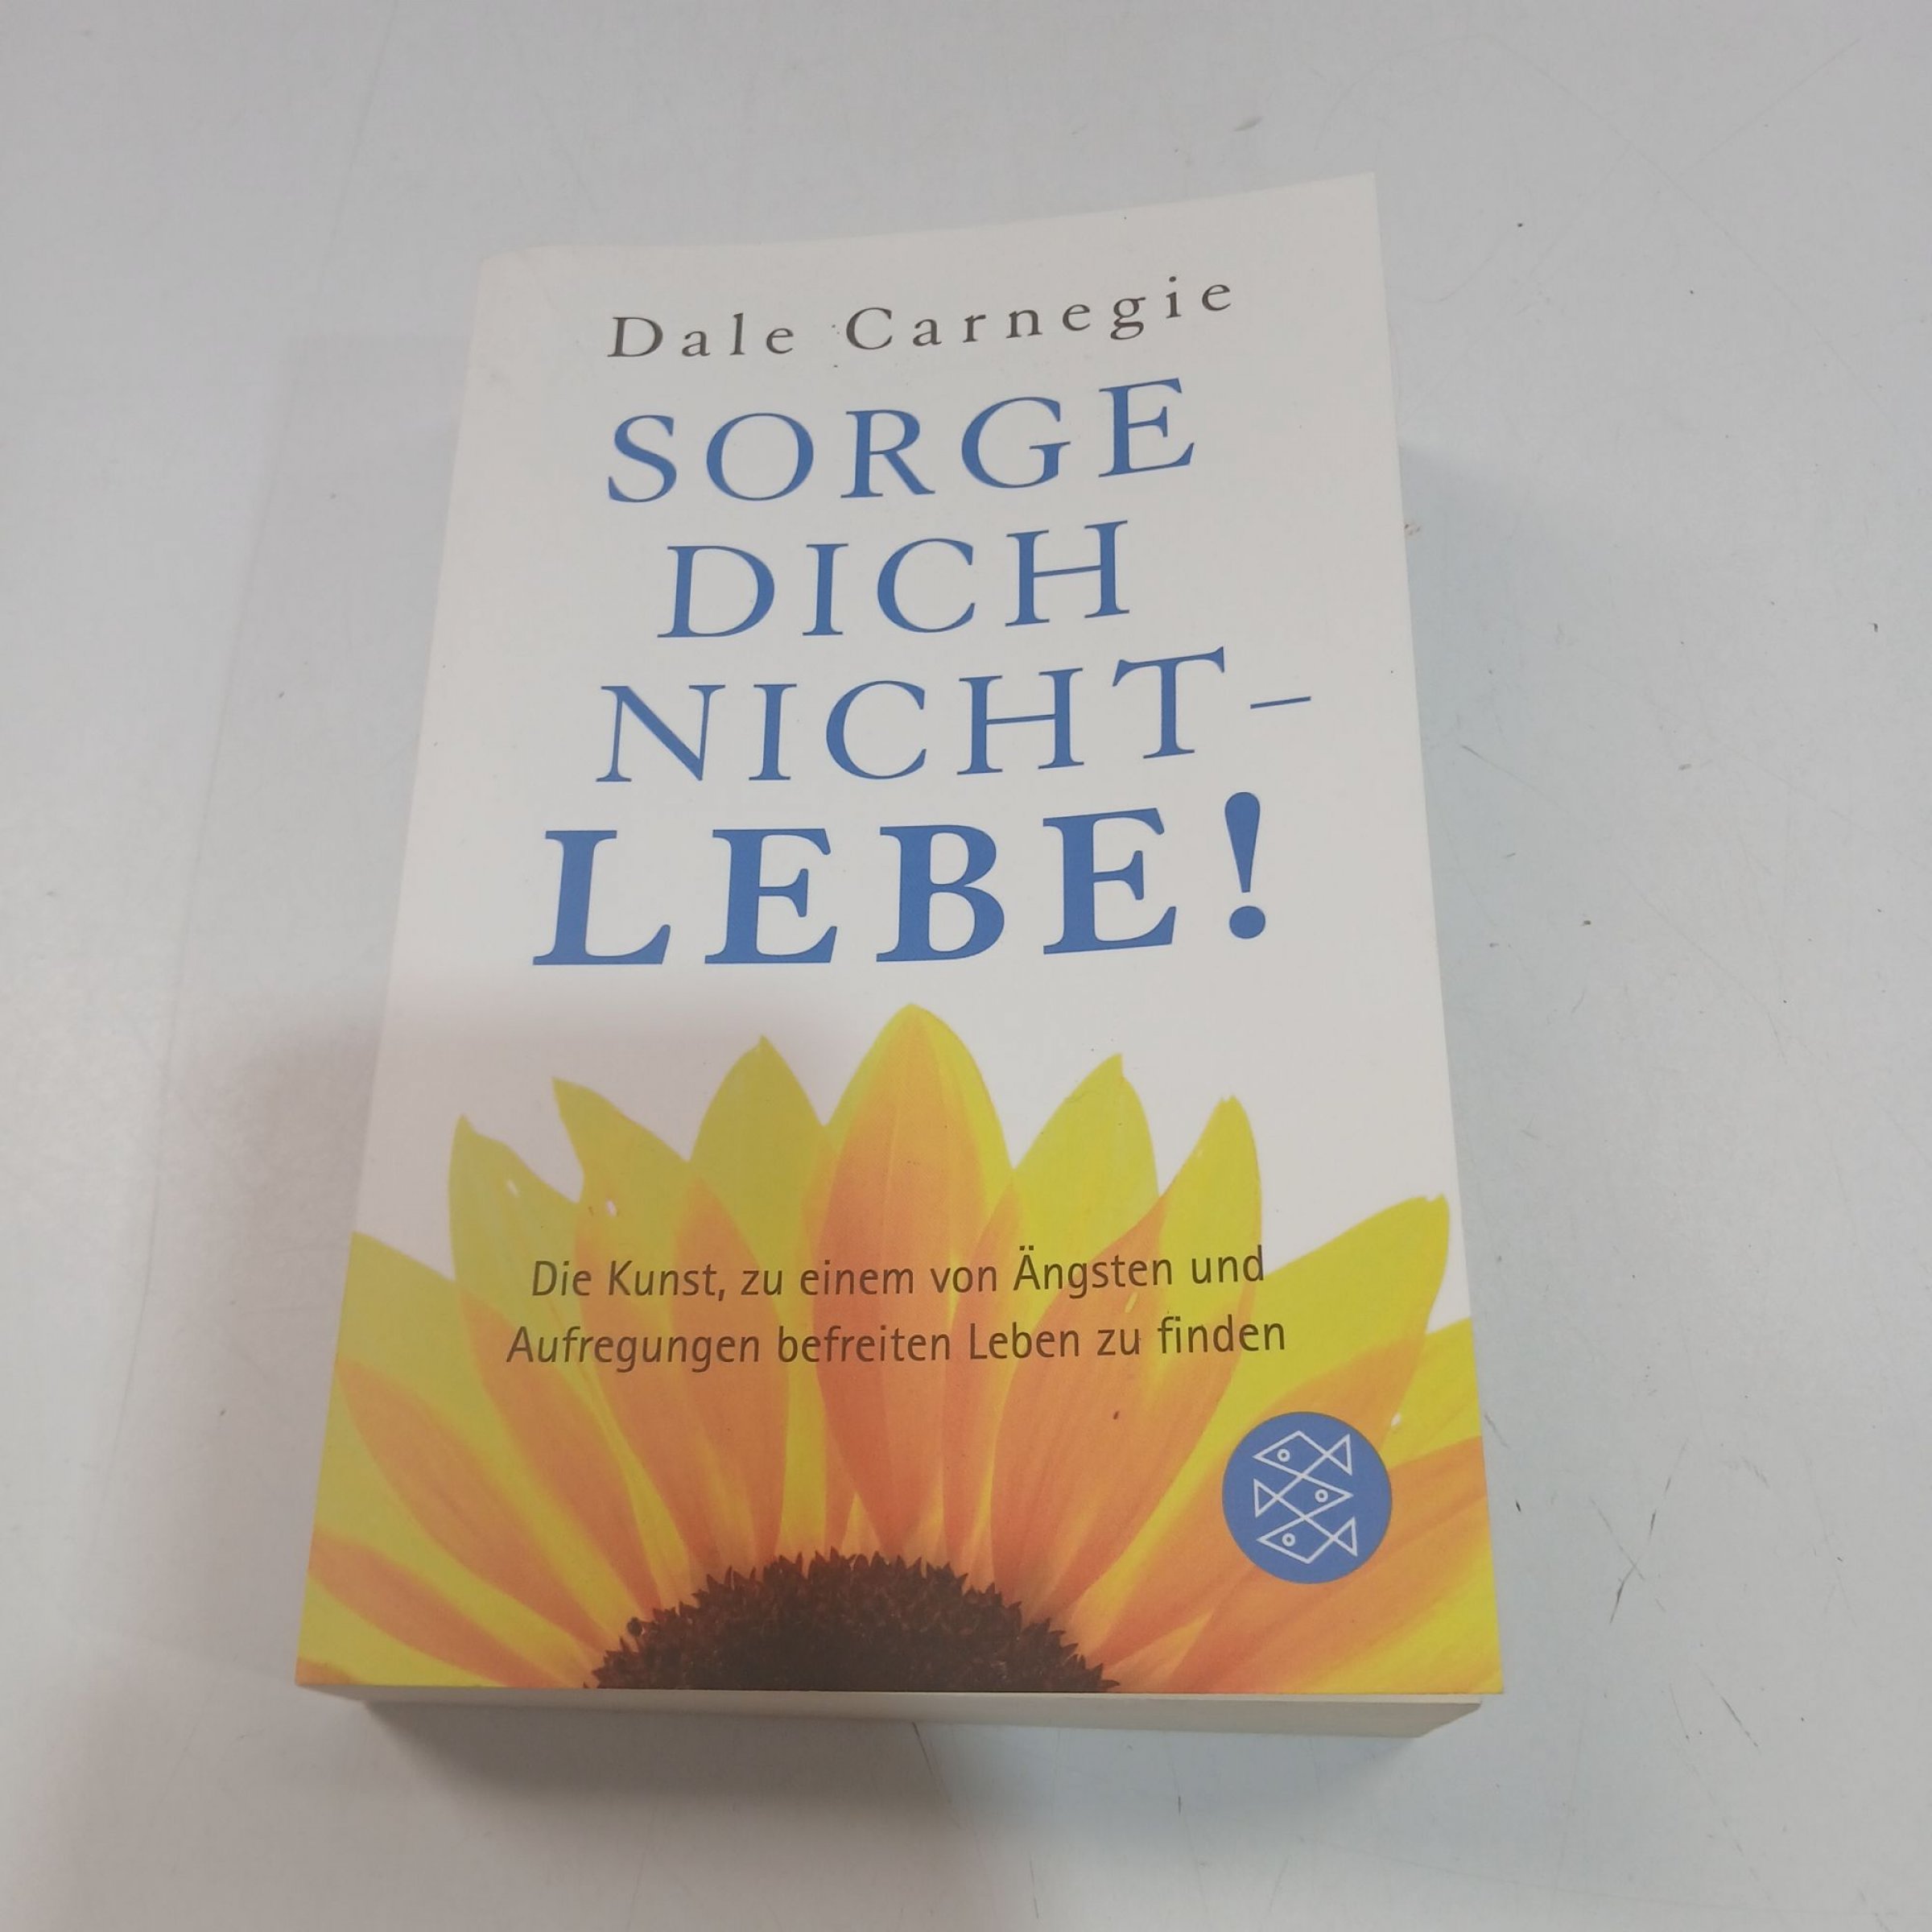 Dale Carnegie
SORGE
DICH
NICHT–
LEBE!
Die Kunst, zu einem von Ängsten und
Aufregungen befreiten Leben zu finden